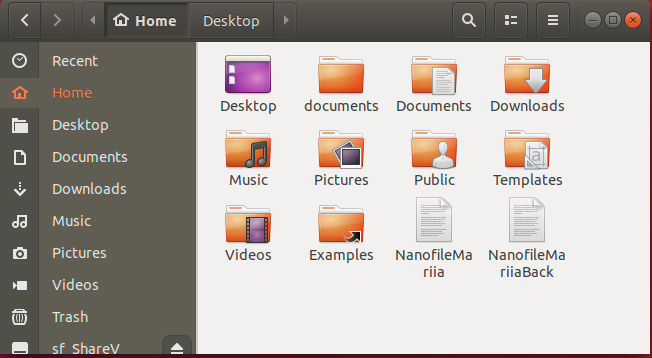 Home Desktop
Recent
Home
Desktop
Documents
Downloads
Music
Pictures
Videos
Trash
sf_ShareV
Desktop documents Documents Downloads
Music Pictures Public Templates
Videos Examples NanofileMa NanofileMa
riia riiaBack